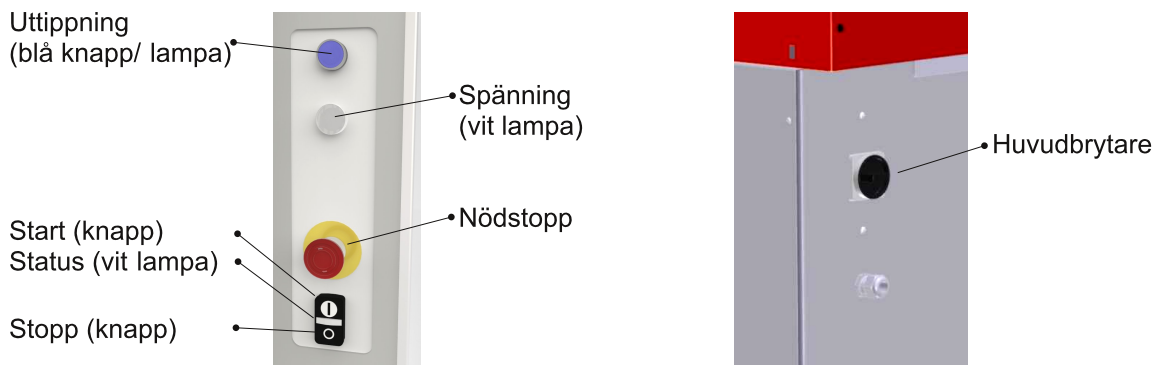 Uttippning
(blå knapp/ lampa)
Spänning
(vit lampa)
Nödstopp
Start (knapp)
Status (vit lampa)
Stopp (knapp)
Huvudbrytare